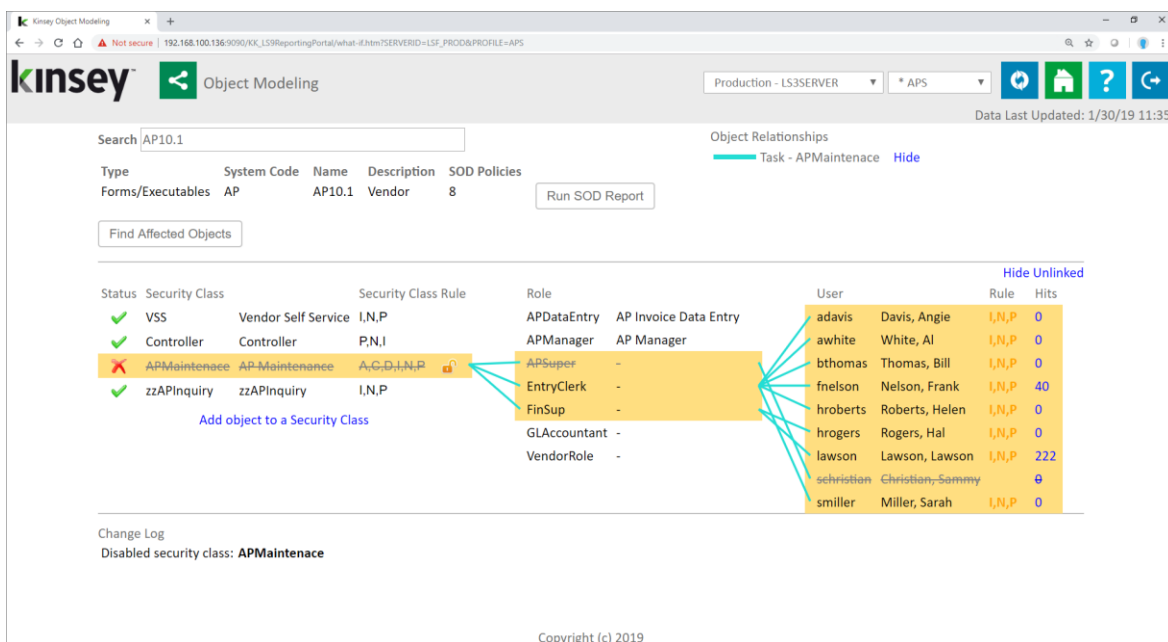 Kinsey Object Modeling
Not secure | 192.168.100.136:9090/KK_LS9ReportingPortal/what-if.htm?SERVERID=LSF_PROD&PROFILE=APS
kinsey Object Modeling Production - LS3SERVER * APS ?
Data Last Updated: 1/30/19 11:35
Search AP10.1
Object Relationships
Task - APMaintenace Hide
Type System Code Name Description SOD Policies
Forms/Executables AP AP10.1 Vendor 8
Run SOD Report
Find Affected Objects
Hide Unlinked
Status Security Class Security Class Rule Role User Rule Hits
VSS Vendor Self Service I,N,P APDataEntry AP Invoice Data Entry adavis Davis, Angie I,N,P 0
Controller Controller P,N,I APManager AP Manager awhite White, Al I,N,P 0
APMaintenace AP Maintenance A,C,D,I,N,P APSuper - bthomas Thomas, Bill I,N,P 0
zzAPInquiry zzAPInquiry I,N,P EntryClerk - fnelson Nelson, Frank I,N,P 40
Add object to a Security Class FinSup - hroberts Roberts, Helen I,N,P 0
GLAccountant - hrogers Rogers, Hal I,N,P 0
VendorRole - lawson Lawson, Lawson I,N,P 222
schristian Christian, Sammy 0
smiller Miller, Sarah I,N,P 0
Change Log
Disabled security class: APMaintenace
Copyright (c) 2019